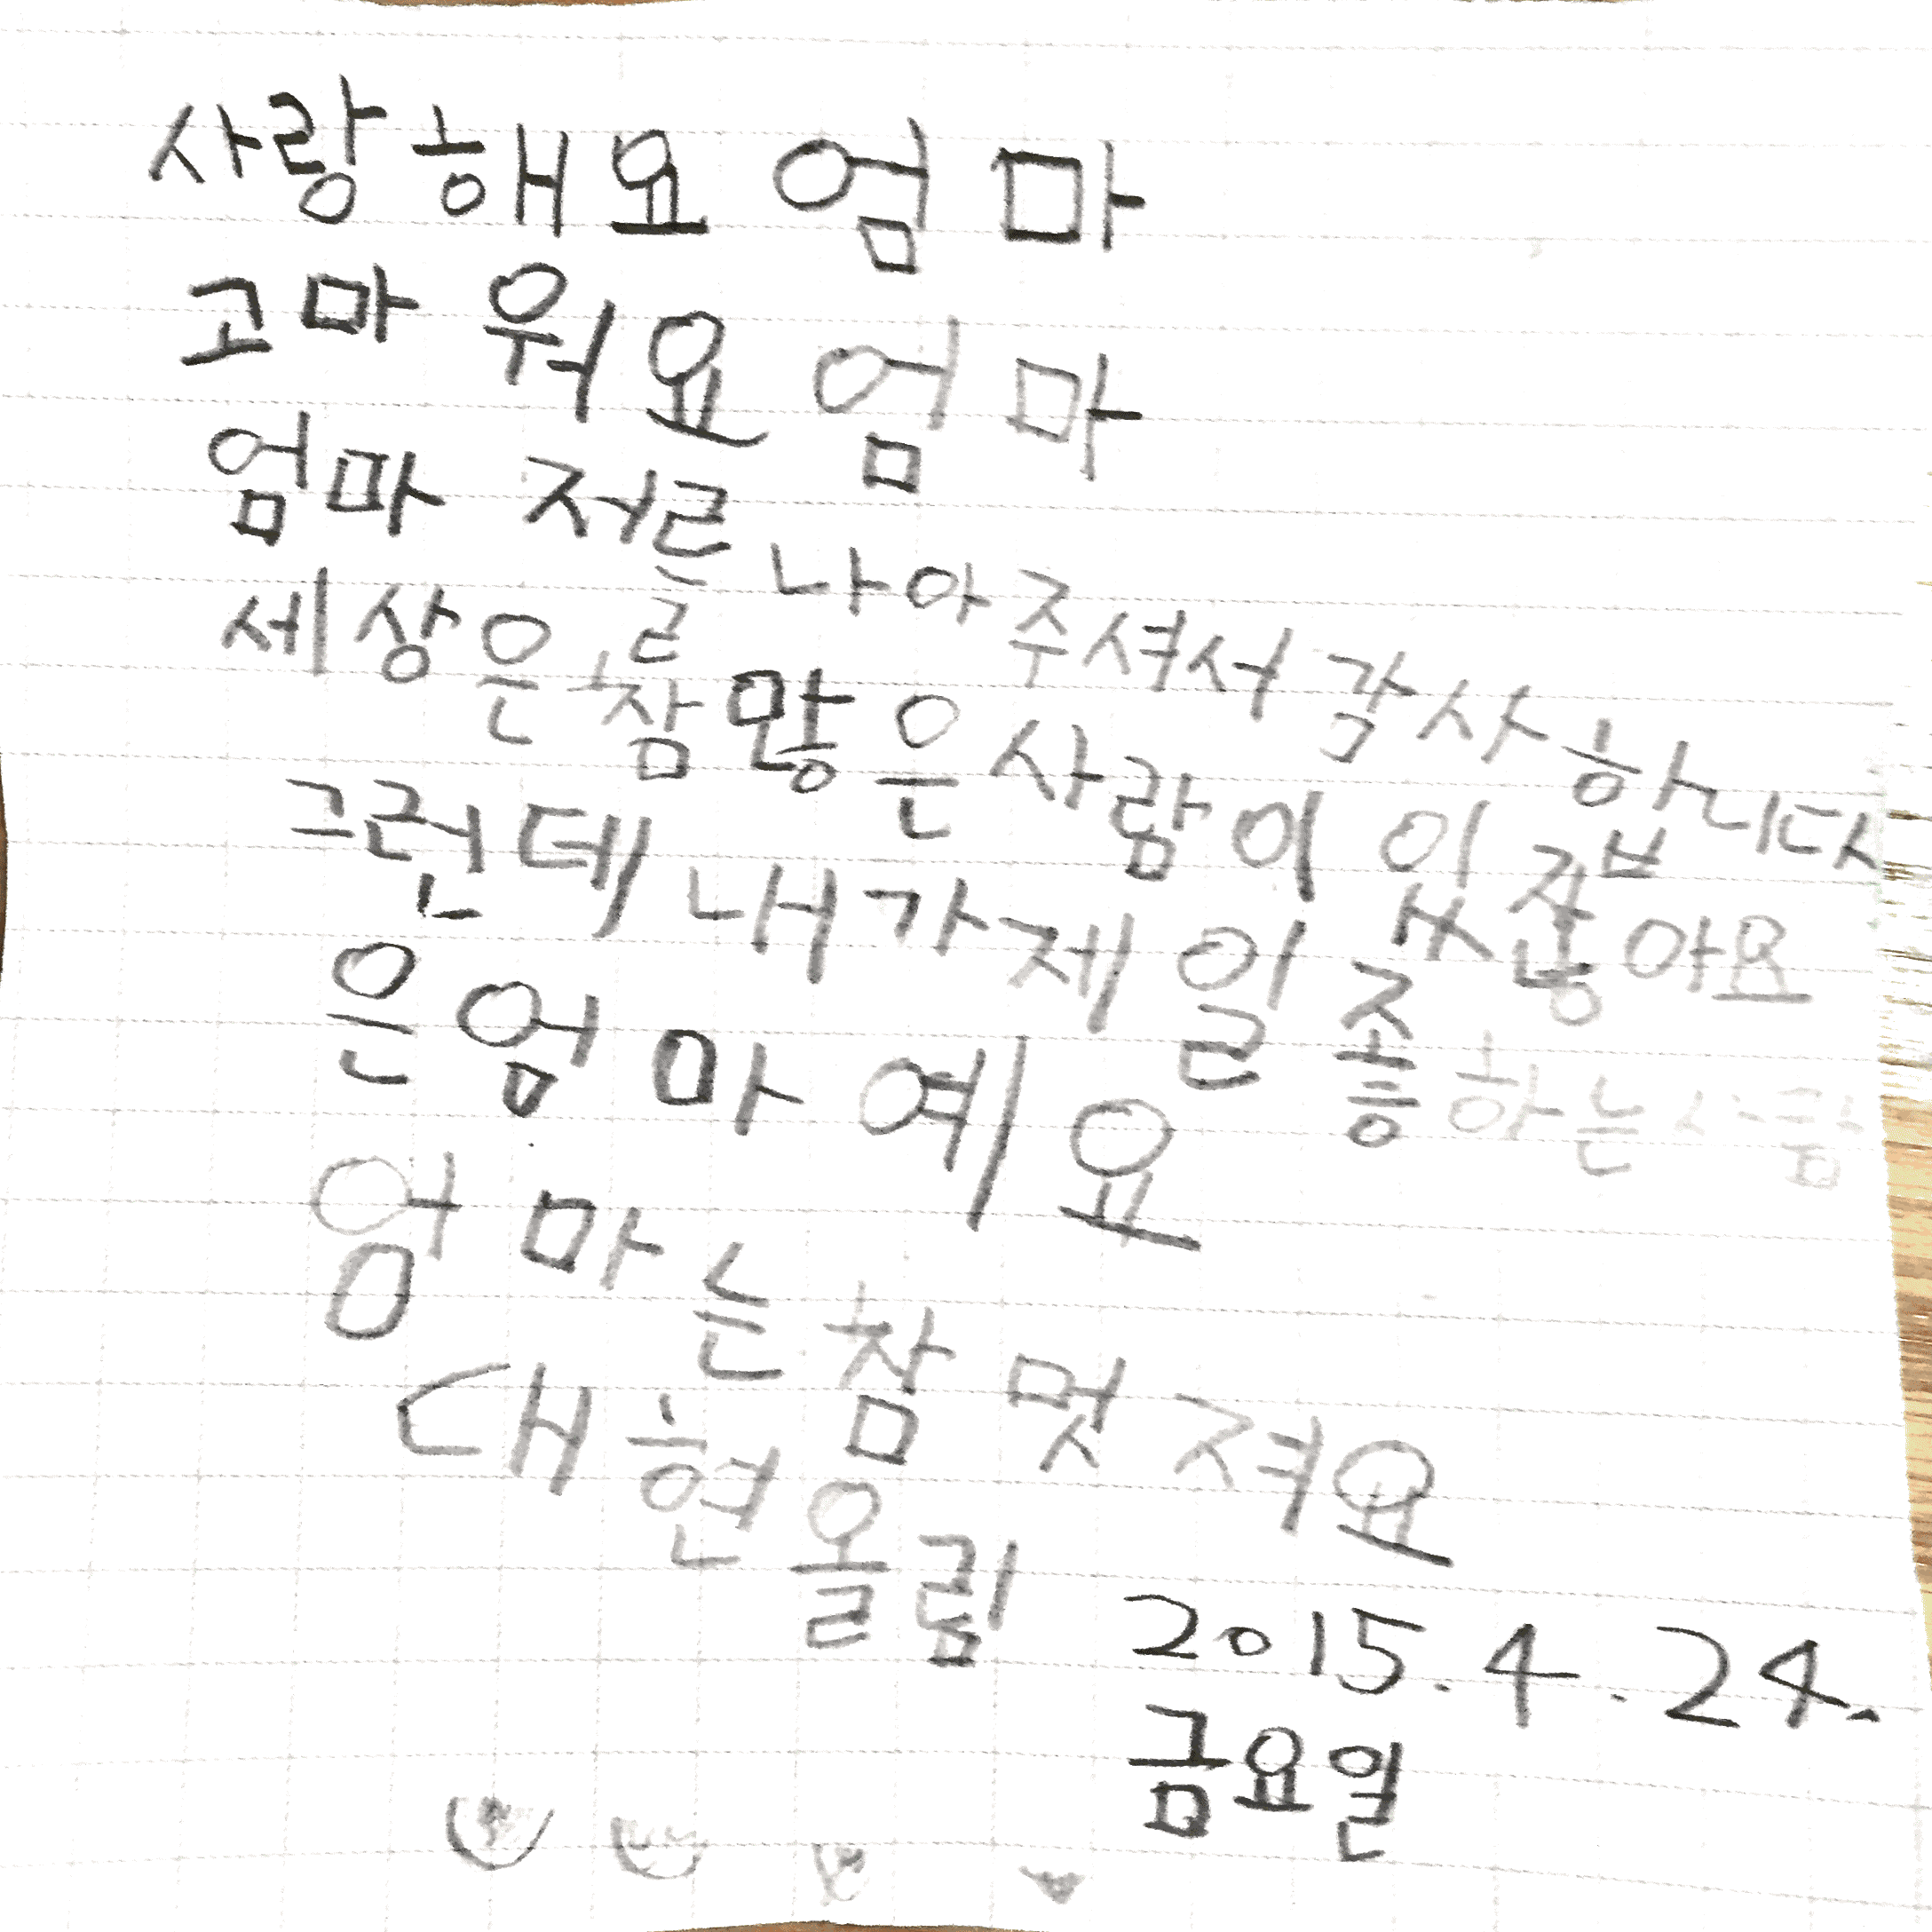 사랑해요 엄마
고마워요 엄마
엄마 저를 나아주셔서 감사합니다
세상은 참 맣은 사람이 있잖아요
그런데 내가 제일 좋하는 사람
은 엄마예요
엄마는 참 멋져요
대현 올림
2015.4.24.
금요일